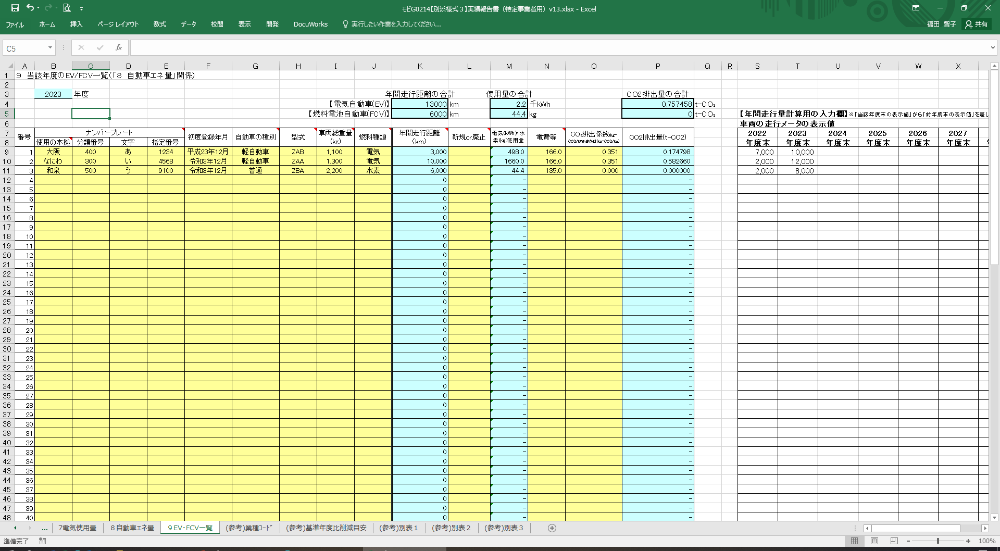 モビG0214【別添様式３】実績報告書（特定事業者用）v13.xlsx - Excel
ファイル ホーム 挿入 ページ レイアウト 数式 データ 校閲 表示 開発 DocuWorks 実行したい作業を入力してください... 福田 智子 共有
C5 fx
A B C D E F G H I J K L M N O P Q R S T U V W X
1 ９ 当該年度のEV/FCV一覧（「８ 自動車エネ量」関係）
2
3 2023 年度 年間走行距離の合計 使用量の合計 CO2排出量の合計
4 【電気自動車(EV)】 13000 km 2.2 千kWh 0.757458 t-CO₂
5 【燃料電池自動車(FCV)】 6000 km 44.4 kg 0 t-CO₂ 【年間走行量計算用の入力欄】※「当該年度末の表示値」から「前年度末の表示値」を差し
6 車両の走行メータの表示値
7 番号 ナンバープレート 初度登録年月 自動車の種別 型式 車両総重量(kg) 燃料種類 年間走行距離(km) 新規or廃止 電気(kWh)・水素(kg)使用量 電費等 CO₂排出係数(kg-CO2/kWhまたはkg-CO2/kg) CO2排出量(t-CO2) 2022 2023 2024 2025 2026 2027
8 使用の本拠 分類番号 文字 指定番号 年度末 年度末 年度末 年度末 年度末 年度末
9 1 大阪 400 あ 1234 平成23年12月 軽自動車 ZAB 1,100 電気 3,000 498.0 166.0 0.351 0.174798 7,000 10,000
10 2 なにわ 300 い 4568 令和3年12月 軽自動車 ZAA 1,300 電気 10,000 1660.0 166.0 0.351 0.582660 2,000 12,000
11 3 和泉 500 う 9100 令和3年12月 普通 ZBA 2,200 水素 6,000 44.4 135.0 0.000 0.000000 2,000 8,000
12 4 0 - -
13 5 0 - -
14 6 0 - -
15 7 0 - -
16 8 0 - -
17 9 0 - -
18 10 0 - -
19 11 0 - -
20 12 0 - -
21 13 0 - -
22 14 0 - -
23 15 0 - -
24 16 0 - -
25 17 0 - -
26 18 0 - -
27 19 0 - -
28 20 0 - -
29 21 0 - -
30 22 0 - -
31 23 0 - -
32 24 0 - -
33 25 0 - -
34 26 0 - -
35 27 0 - -
36 28 0 - -
37 29 0 - -
38 30 0 - -
39 31 0 - -
40 32 0 - -
41 33 0 - -
42 34 0 - -
43 35 0 - -
44 36 0 - -
45 37 0 - -
46 38 0 - -
47 39 0 - -
48 40 0 - -
... 7電気使用量 ８自動車エネ量 ９EV・FCV一覧 (参考)業種ｺｰﾄﾞ (参考)基準年度比削減目安 (参考)別表１ (参考)別表２ (参考)別表３
準備完了 100%